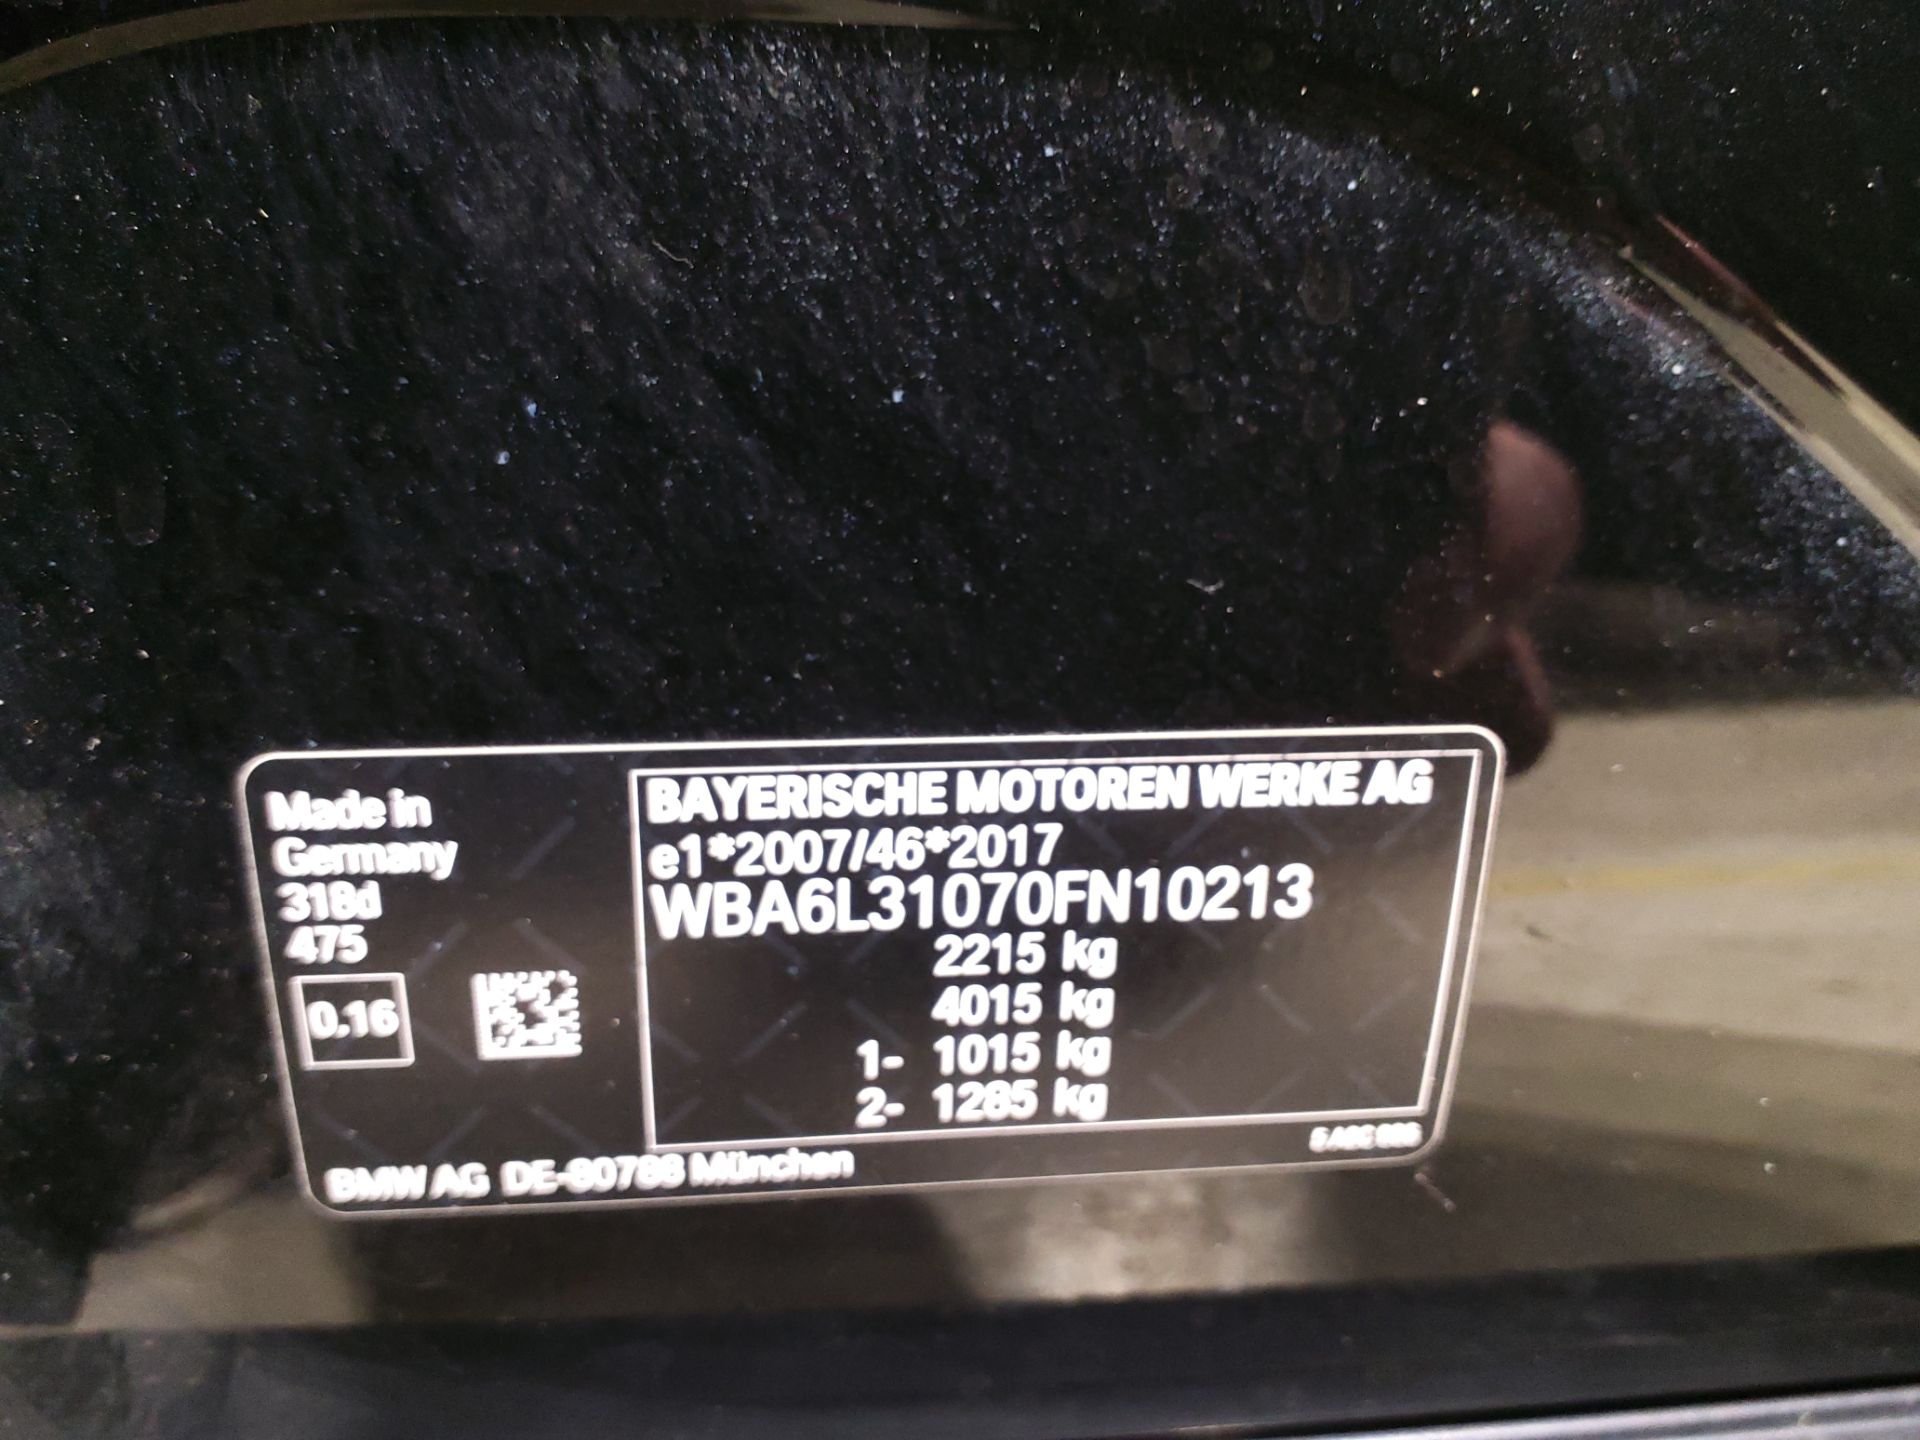 Made in
Germany
318d
475
0.16
BAYERISCHE MOTOREN WERKE AG
e1*2007/46*2017
WBA6L31070FN10213
2215 kg
4015 kg
1- 1015 kg
2- 1285 kg
BMW AG DE-80788 München